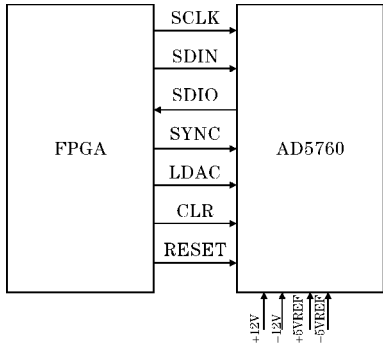 SCLK
SDIN
SDIO
SYNC
FPGA
AD5760
LDAC
CLR
RESET
+12V
−12V
+5VREF
−5VREF